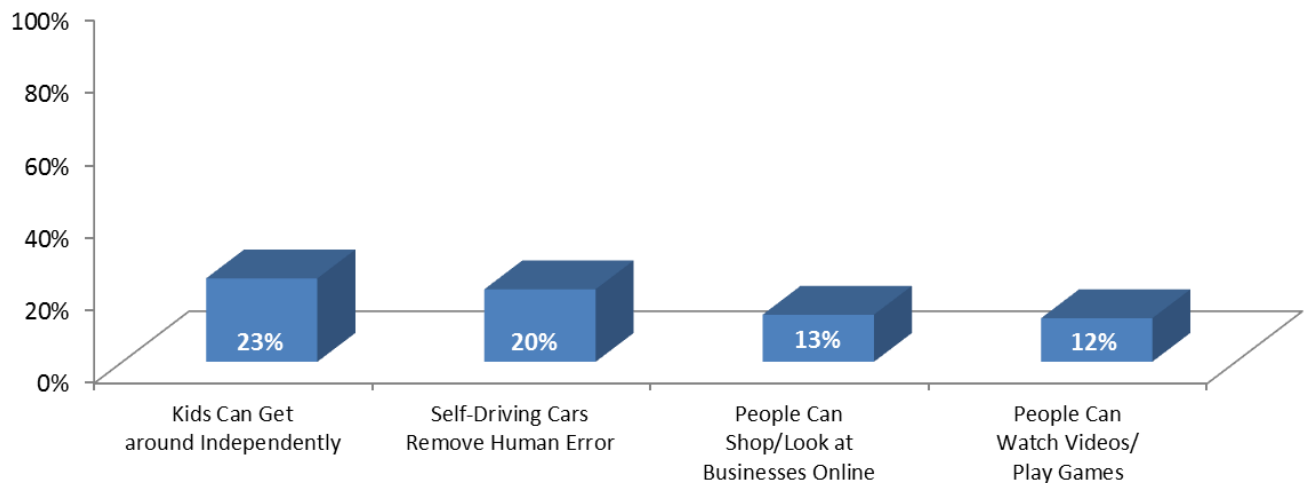 100%
80%
60%
40%
20%
0%
23%
20%
13%
12%
Kids Can Get
around Independently
Self-Driving Cars
Remove Human Error
People Can
Shop/Look at
Businesses Online
People Can
Watch Videos/
Play Games